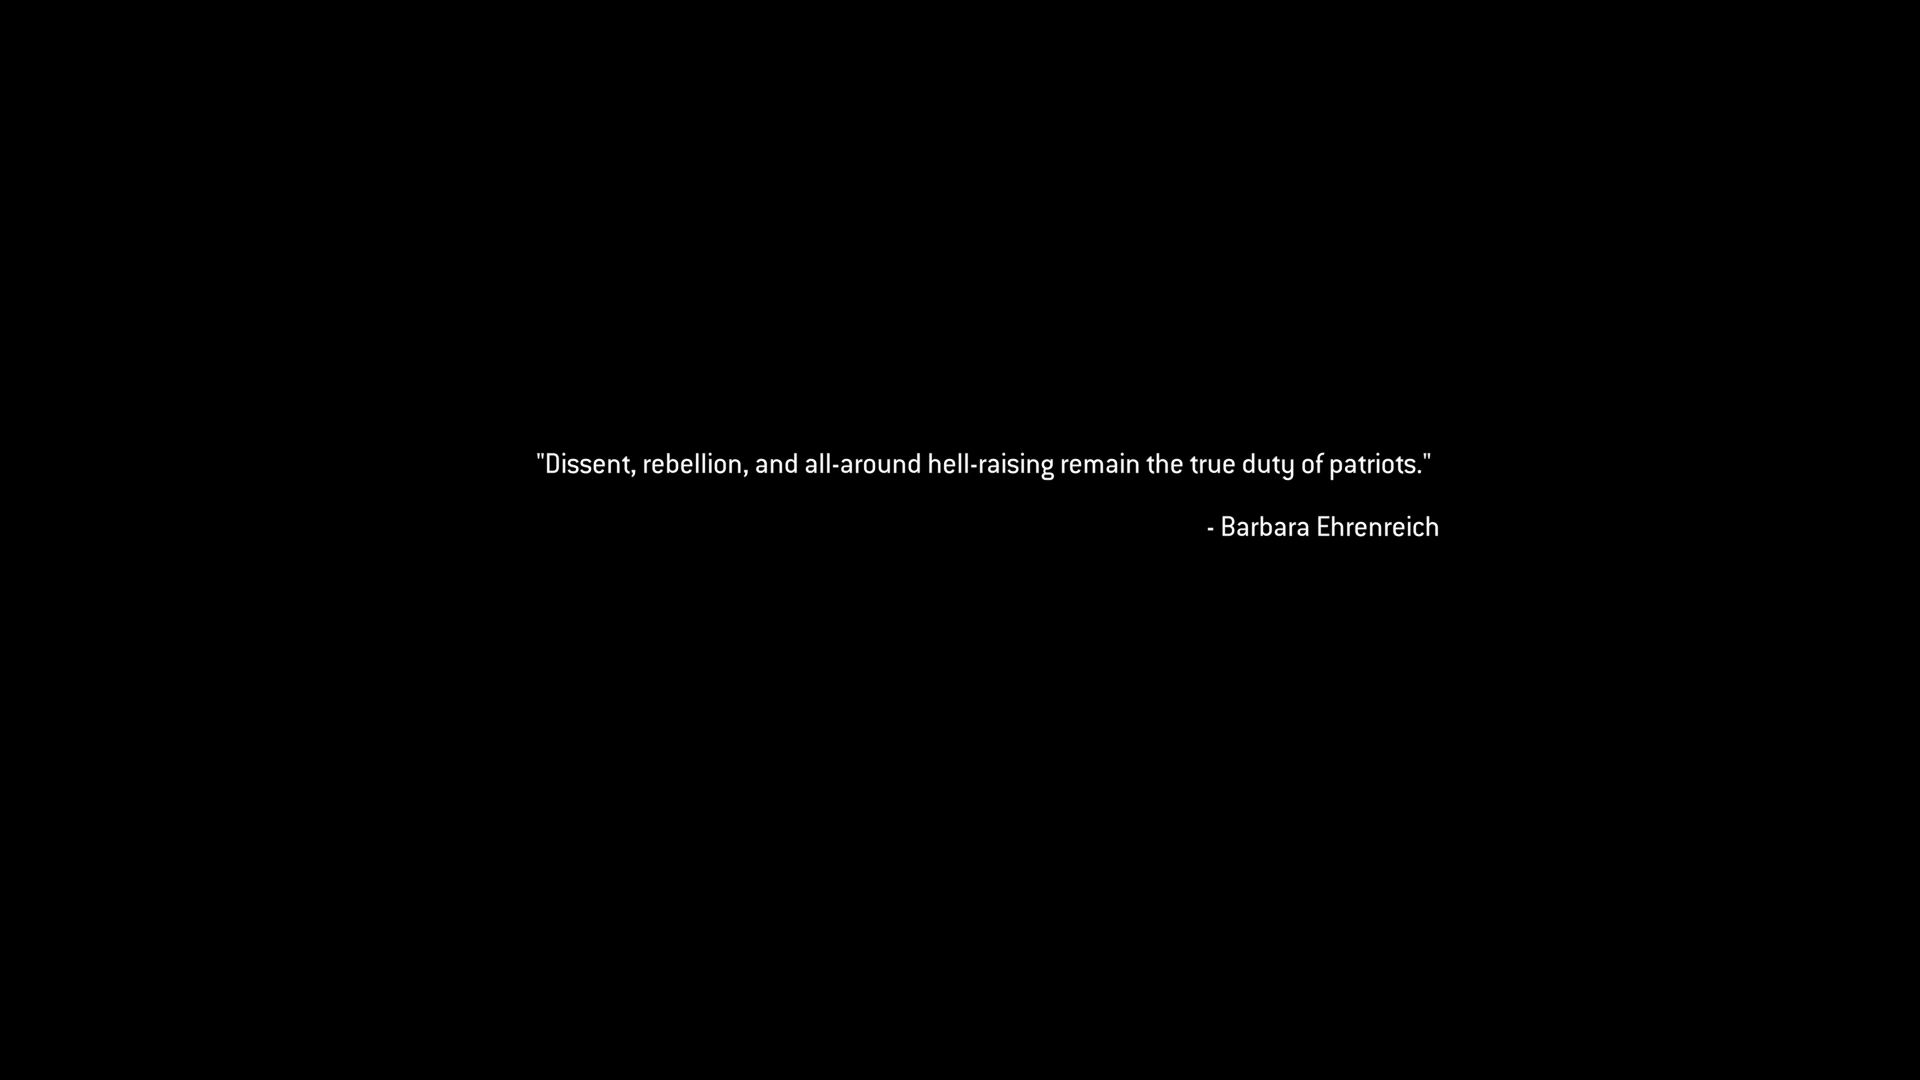 "Dissent, rebellion, and all-around hell-raising remain the true duty of patriots."
- Barbara Ehrenreich